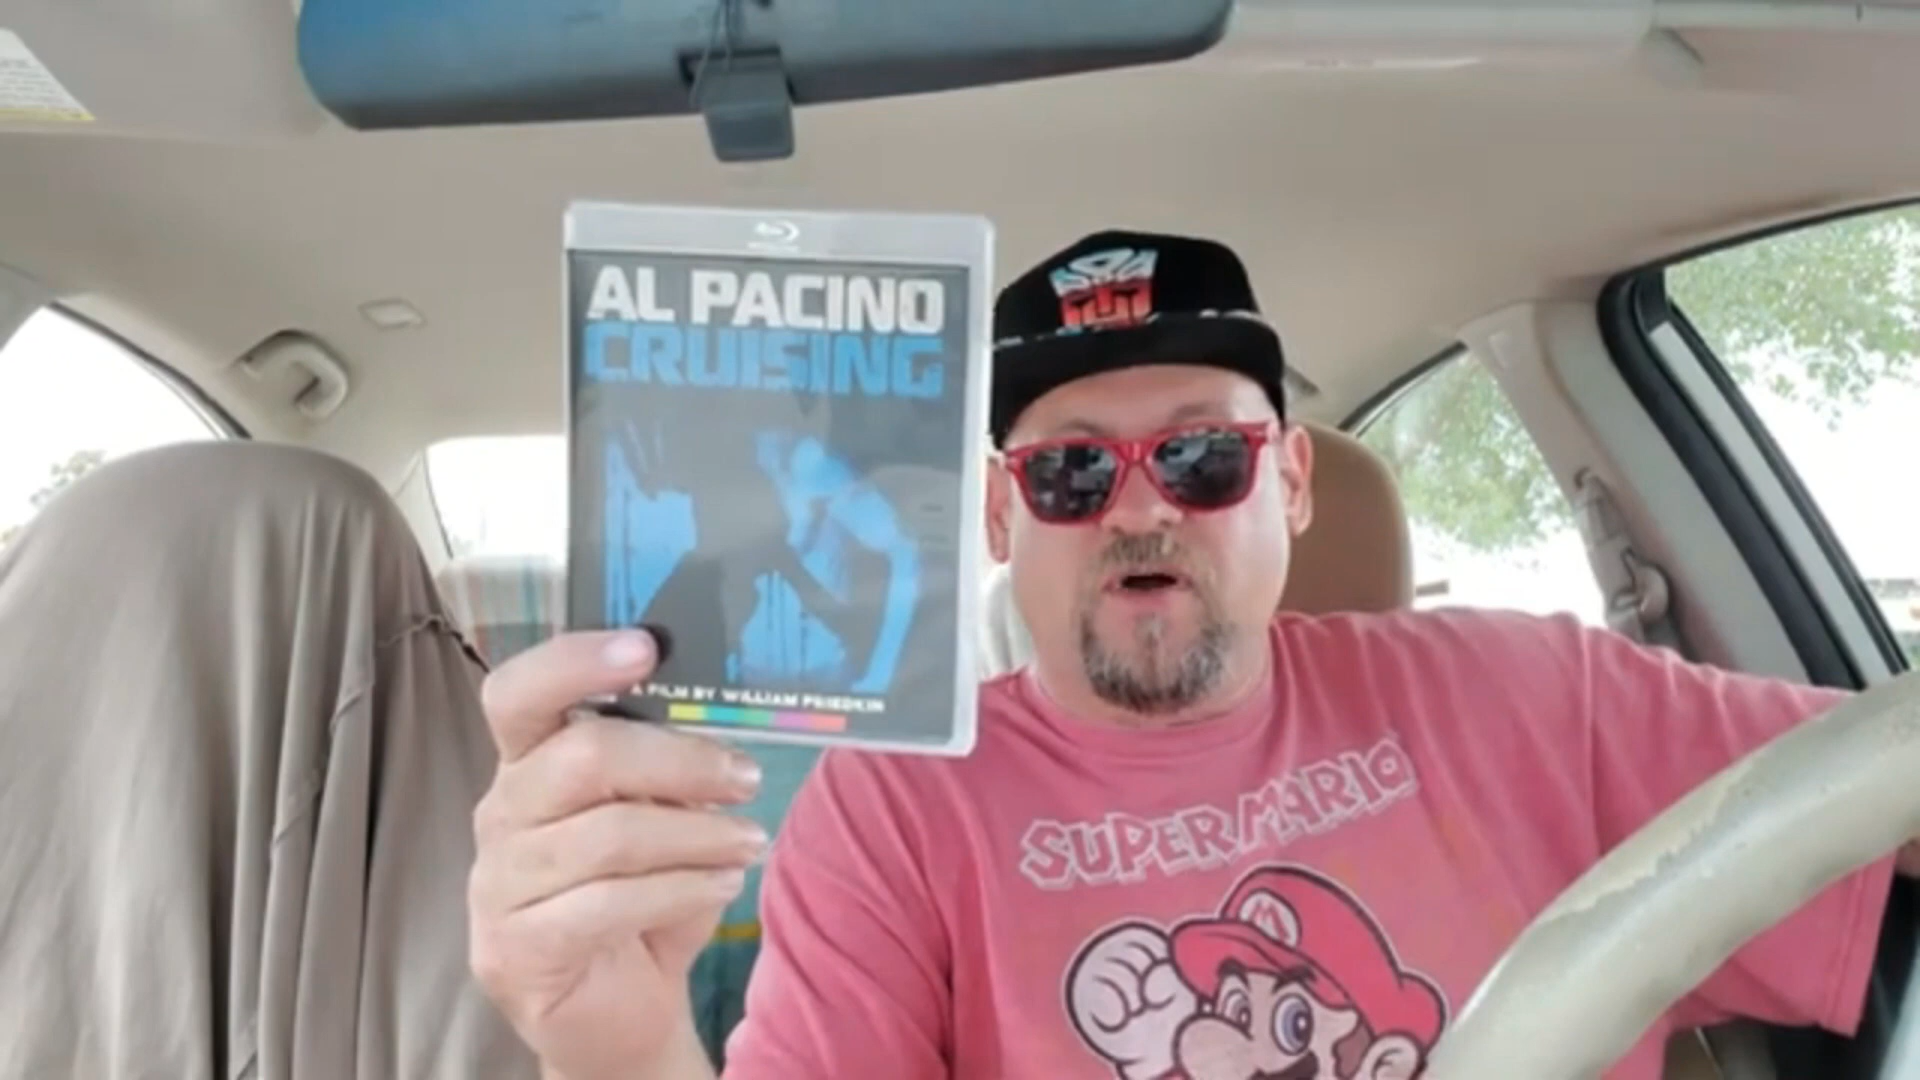 AL PACINO
CRUISING
A FILM BY WILLIAM FRIEDKIN
SUPER MARIO
M